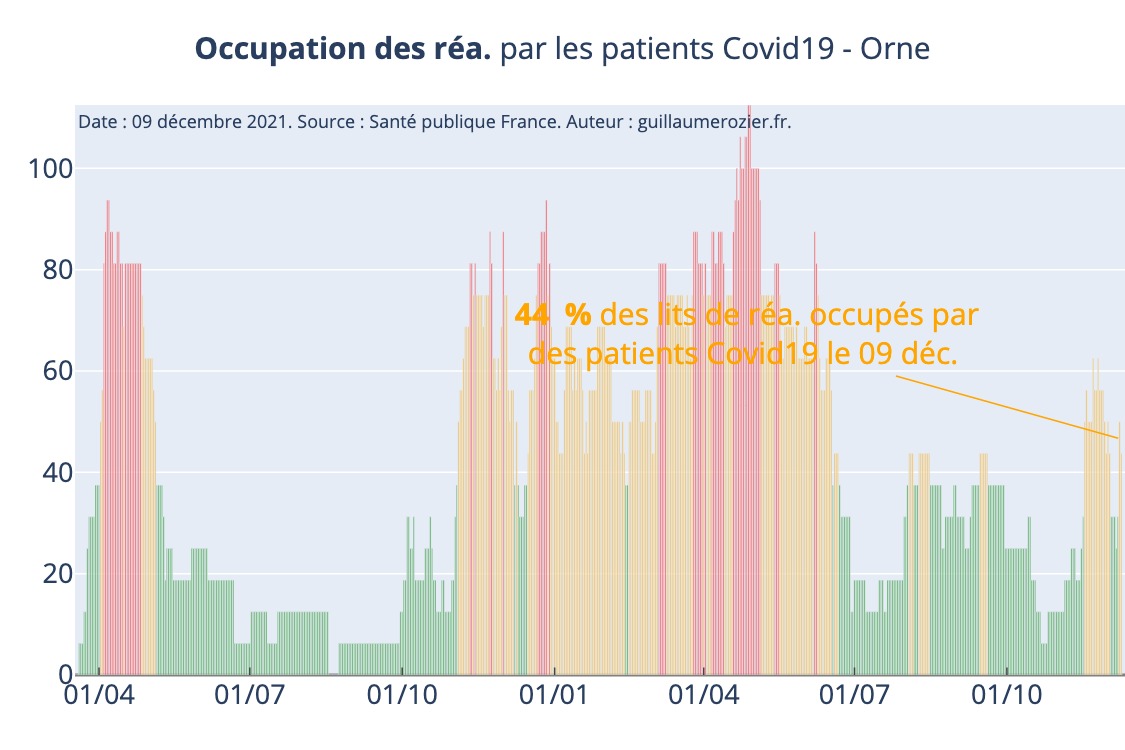 Occupation des réa. par les patients Covid19 - Orne
Date : 09 décembre 2021. Source : Santé publique France. Auteur : guillaumerozier.fr.
100
80
44 % des lits de réa. occupés par
des patients Covid19 le 09 déc.
60
40
20
0
01/04 01/07 01/10 01/01 01/04 01/07 01/10